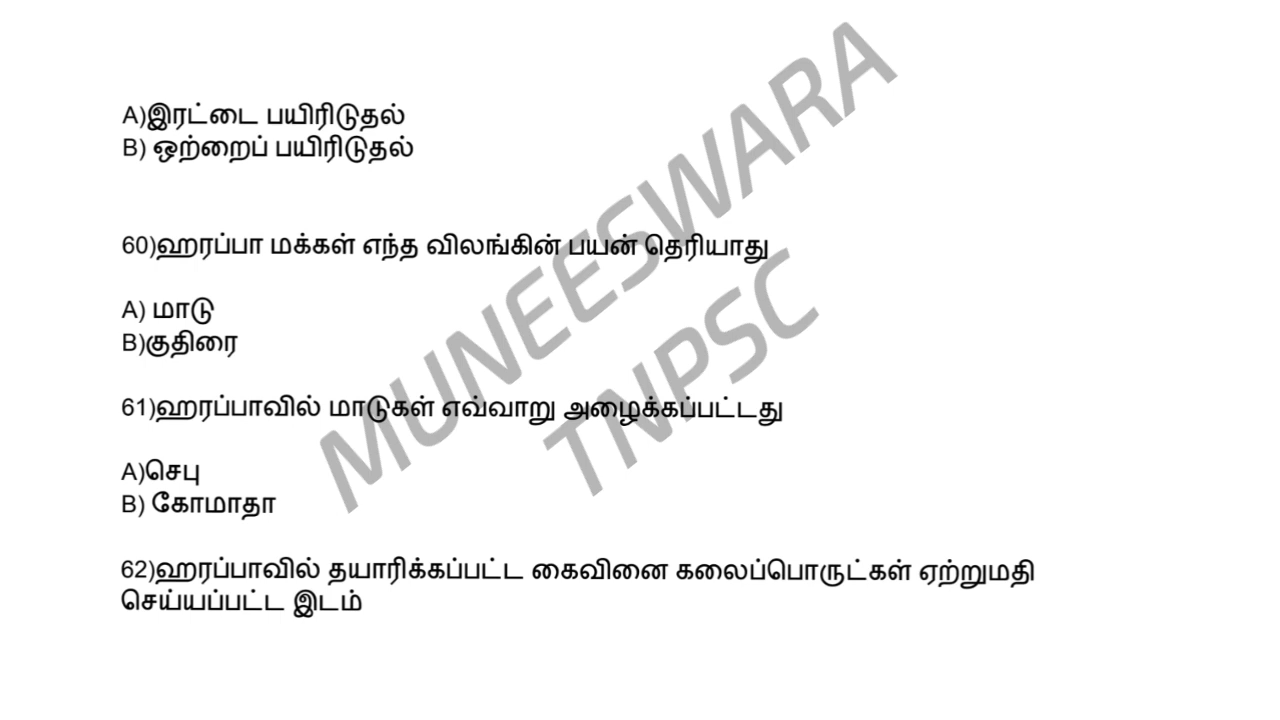 A)இரட்டை பயிரிடுதல்
B) ஒற்றைப் பயிரிடுதல்
60)ஹரப்பா மக்கள் எந்த விலங்கின் பயன் தெரியாது
A) மாடு
B)குதிரை
61)ஹரப்பாவில் மாடுகள் எவ்வாறு அழைக்கப்பட்டது
A)செபு
B) கோமாதா
62)ஹரப்பாவில் தயாரிக்கப்பட்ட கைவினை கலைப்பொருட்கள் ஏற்றுமதி
செய்யப்பட்ட இடம்
MUNEESWARA
TNPSC